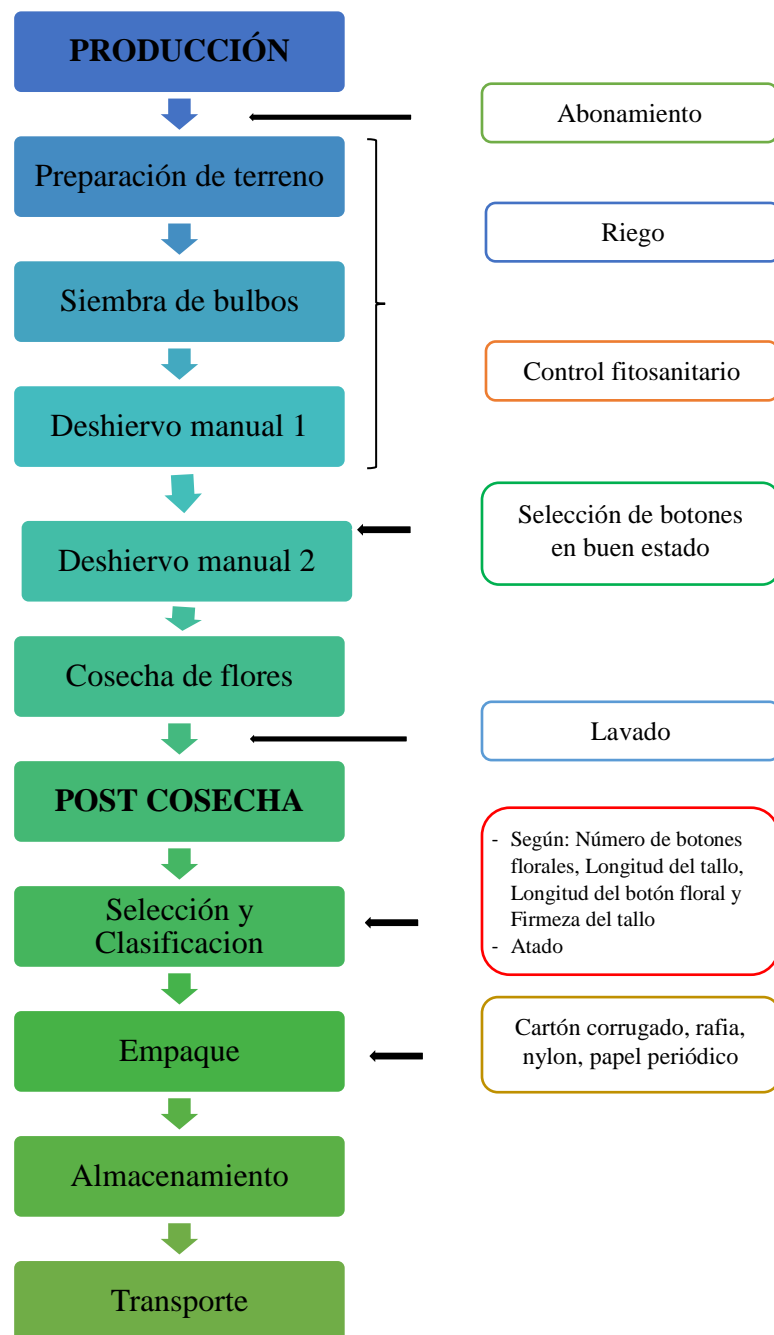 PRODUCCIÓN
Abonamiento
Preparación de terreno
Riego
Siembra de bulbos
Control fitosanitario
Deshiervo manual 1
Selección de botones
en buen estado
Deshiervo manual 2
Cosecha de flores
Lavado
POST COSECHA
- Según: Número de botones
florales, Longitud del tallo,
Longitud del botón floral y
Firmeza del tallo
- Atado
Selección y
Clasificacion
Cartón corrugado, rafia,
nylon, papel periódico
Empaque
Almacenamiento
Transporte